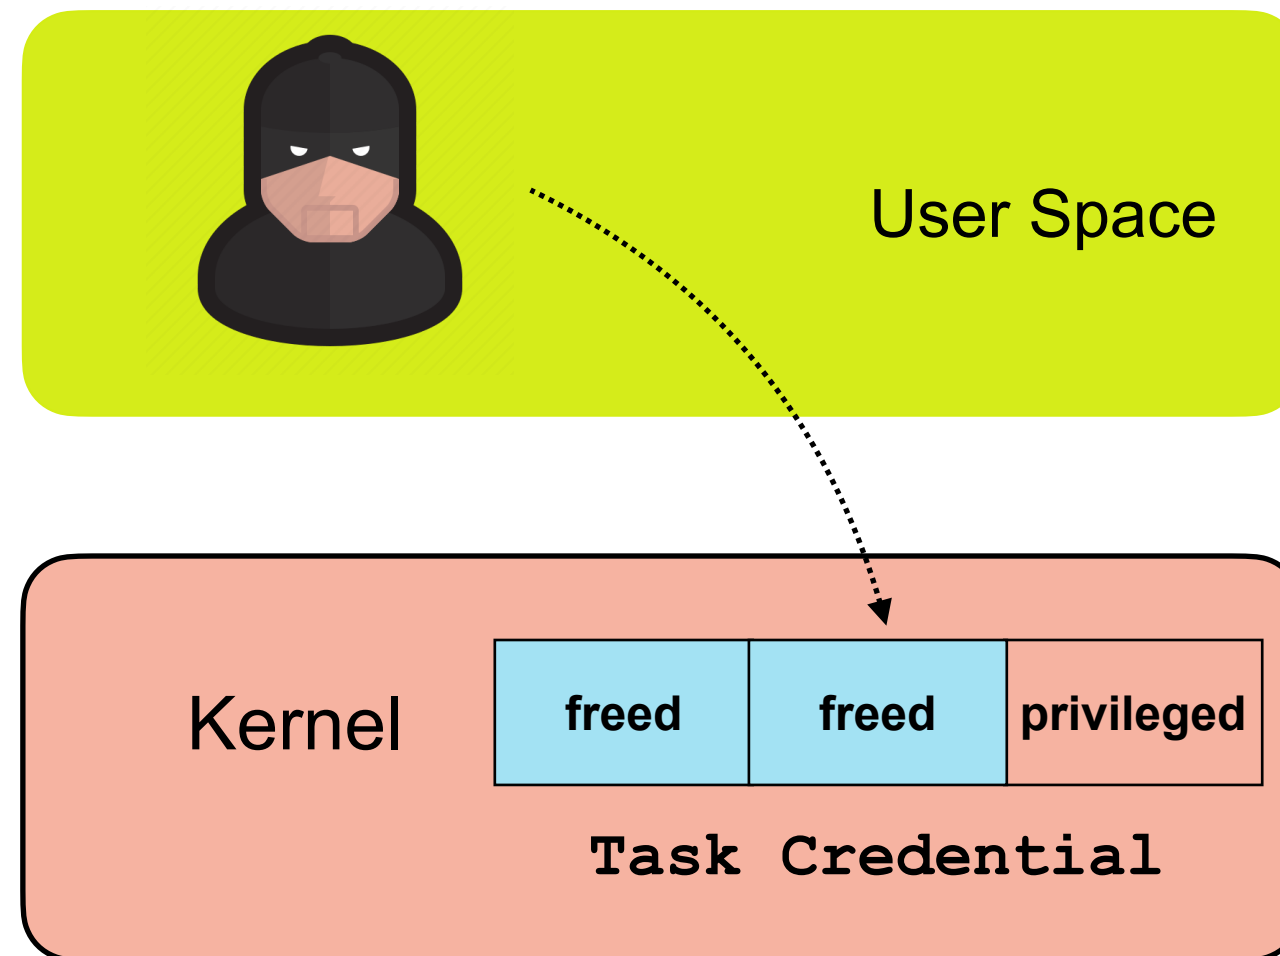 User Space
Kernel
freed
freed
privileged
Task Credential